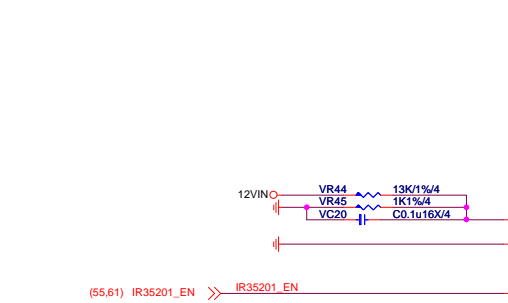 VR44 13K/1%/4
12VIN
VR45 1K1%/4
VC20 C0.1u16X/4
(55,61) IR35201_EN IR35201_EN